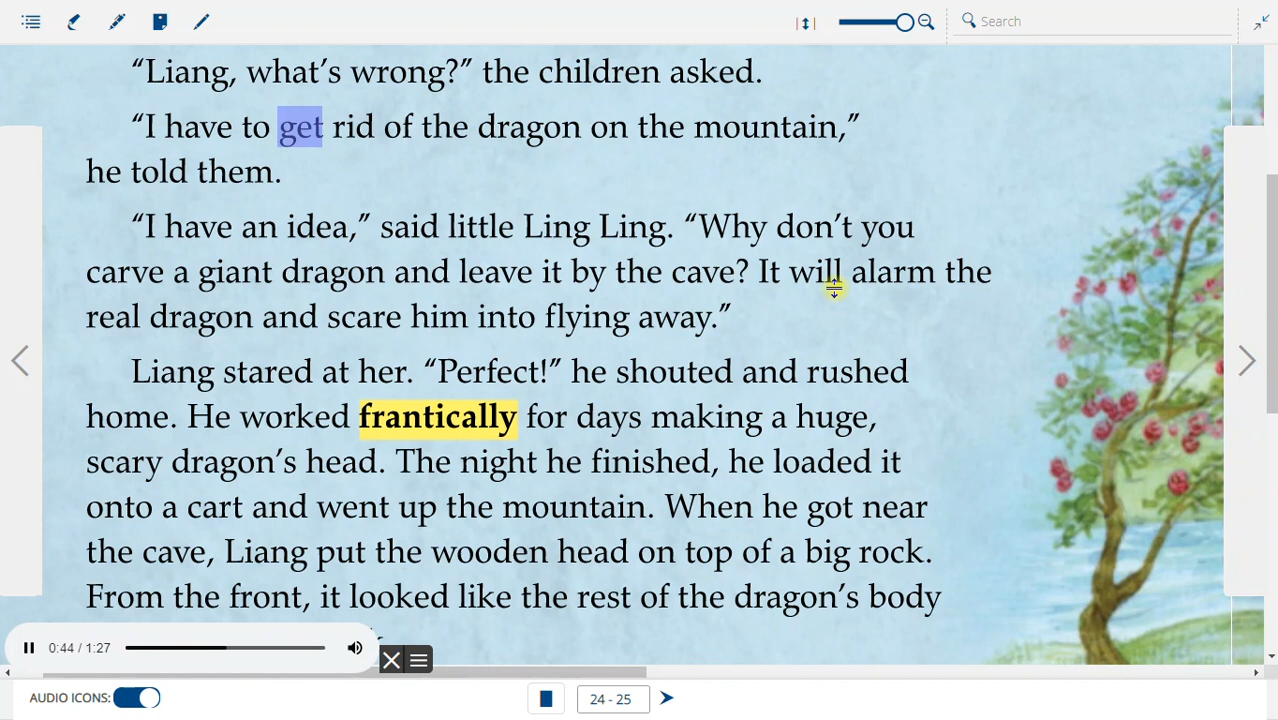 Search
“Liang, what’s wrong?” the children asked.
“I have to get rid of the dragon on the mountain,”
he told them.
“I have an idea,” said little Ling Ling. “Why don’t you
carve a giant dragon and leave it by the cave? It will alarm the
real dragon and scare him into flying away.”
Liang stared at her. “Perfect!” he shouted and rushed
home. He worked frantically for days making a huge,
scary dragon’s head. The night he finished, he loaded it
onto a cart and went up the mountain. When he got near
the cave, Liang put the wooden head on top of a big rock.
From the front, it looked like the rest of the dragon’s body
0:44 / 1:27
AUDIO ICONS:
24 - 25